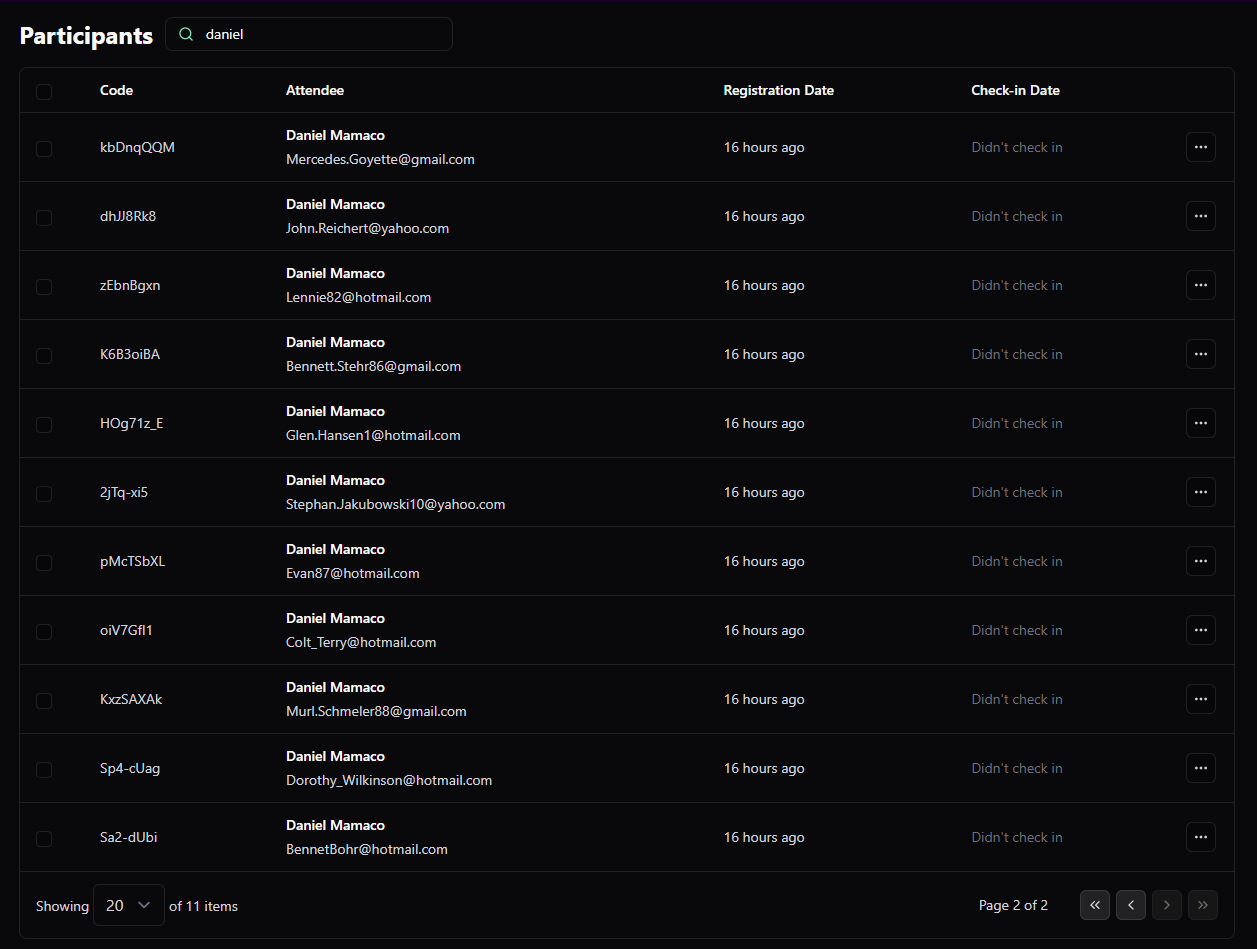 Participants daniel
Code Attendee Registration Date Check-in Date
Daniel Mamaco
kbDnqQQM 16 hours ago Didn't check in
Mercedes.Goyette@gmail.com
Daniel Mamaco
dhJJ8Rk8 16 hours ago Didn't check in
John.Reichert@yahoo.com
Daniel Mamaco
zEbnBgxn 16 hours ago Didn't check in
Lennie82@hotmail.com
Daniel Mamaco
K6B3oiBA 16 hours ago Didn't check in
Bennett.Stehr86@gmail.com
Daniel Mamaco
HOg71z_E 16 hours ago Didn't check in
Glen.Hansen1@hotmail.com
Daniel Mamaco
2jTq-xi5 16 hours ago Didn't check in
Stephan.Jakubowski10@yahoo.com
Daniel Mamaco
pMcTSbXL 16 hours ago Didn't check in
Evan87@hotmail.com
Daniel Mamaco
oiV7Gfl1 16 hours ago Didn't check in
Colt_Terry@hotmail.com
Daniel Mamaco
KxzSAXAk 16 hours ago Didn't check in
Murl.Schmeler88@gmail.com
Daniel Mamaco
Sp4-cUag 16 hours ago Didn't check in
Dorothy_Wilkinson@hotmail.com
Daniel Mamaco
Sa2-dUbi 16 hours ago Didn't check in
BennetBohr@hotmail.com
Showing 20 of 11 items Page 2 of 2